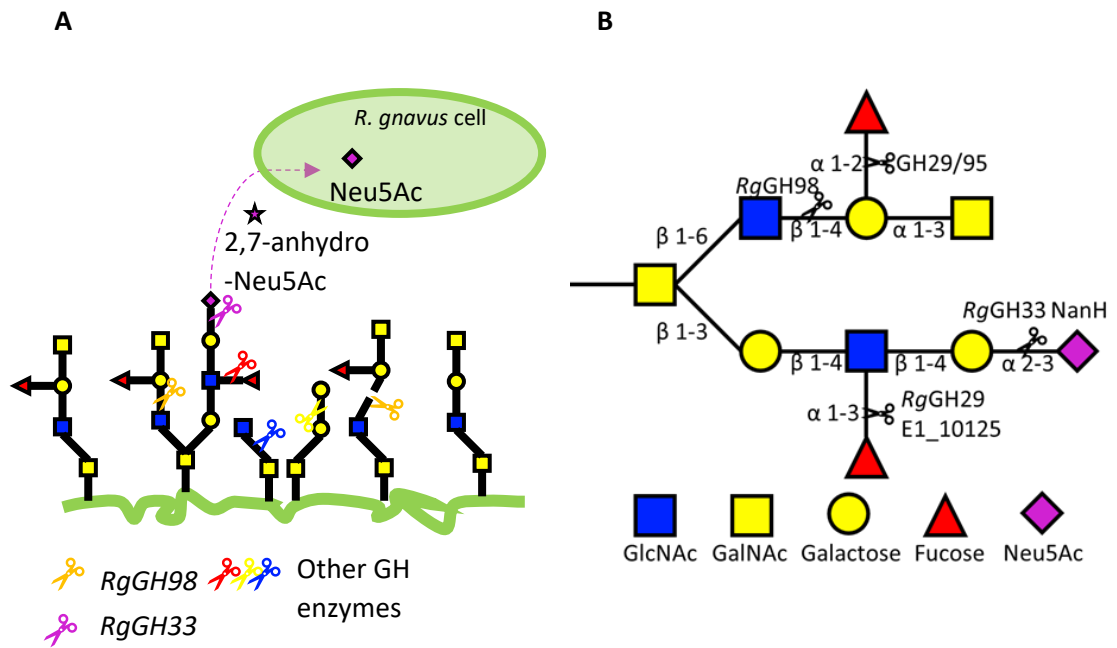 A
R. gnavus cell
Neu5Ac
2,7-anhydro
-Neu5Ac
RgGH98
RgGH33
Other GH
enzymes
B
α 1-2
GH29/95
RgGH98
β 1-4
α 1-3
β 1-6
β 1-3
RgGH33 NanH
β 1-4
β 1-4
α 2-3
α 1-3
RgGH29
E1_10125
GlcNAc
GalNAc
Galactose
Fucose
Neu5Ac